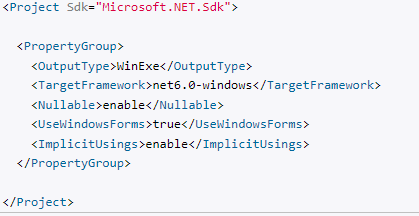 <Project Sdk="Microsoft.NET.Sdk">
<PropertyGroup>
<OutputType>WinExe</OutputType>
<TargetFramework>net6.0-windows</TargetFramework>
<Nullable>enable</Nullable>
<UseWindowsForms>true</UseWindowsForms>
<ImplicitUsings>enable</ImplicitUsings>
</PropertyGroup>
</Project>